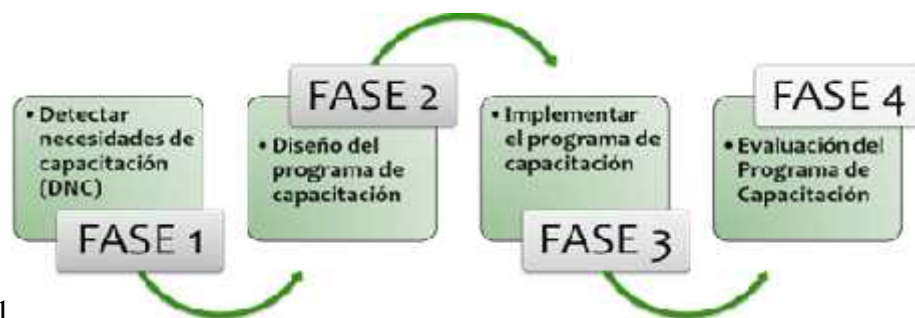 • Detectar
necesidades de
capacitación
(DNC)
FASE 1
FASE 2
• Diseño del
programa de
capacitación
• Implementar
el programa de
capacitación
FASE 3
FASE 4
• Evaluación del
Programa de
Capacitación
l